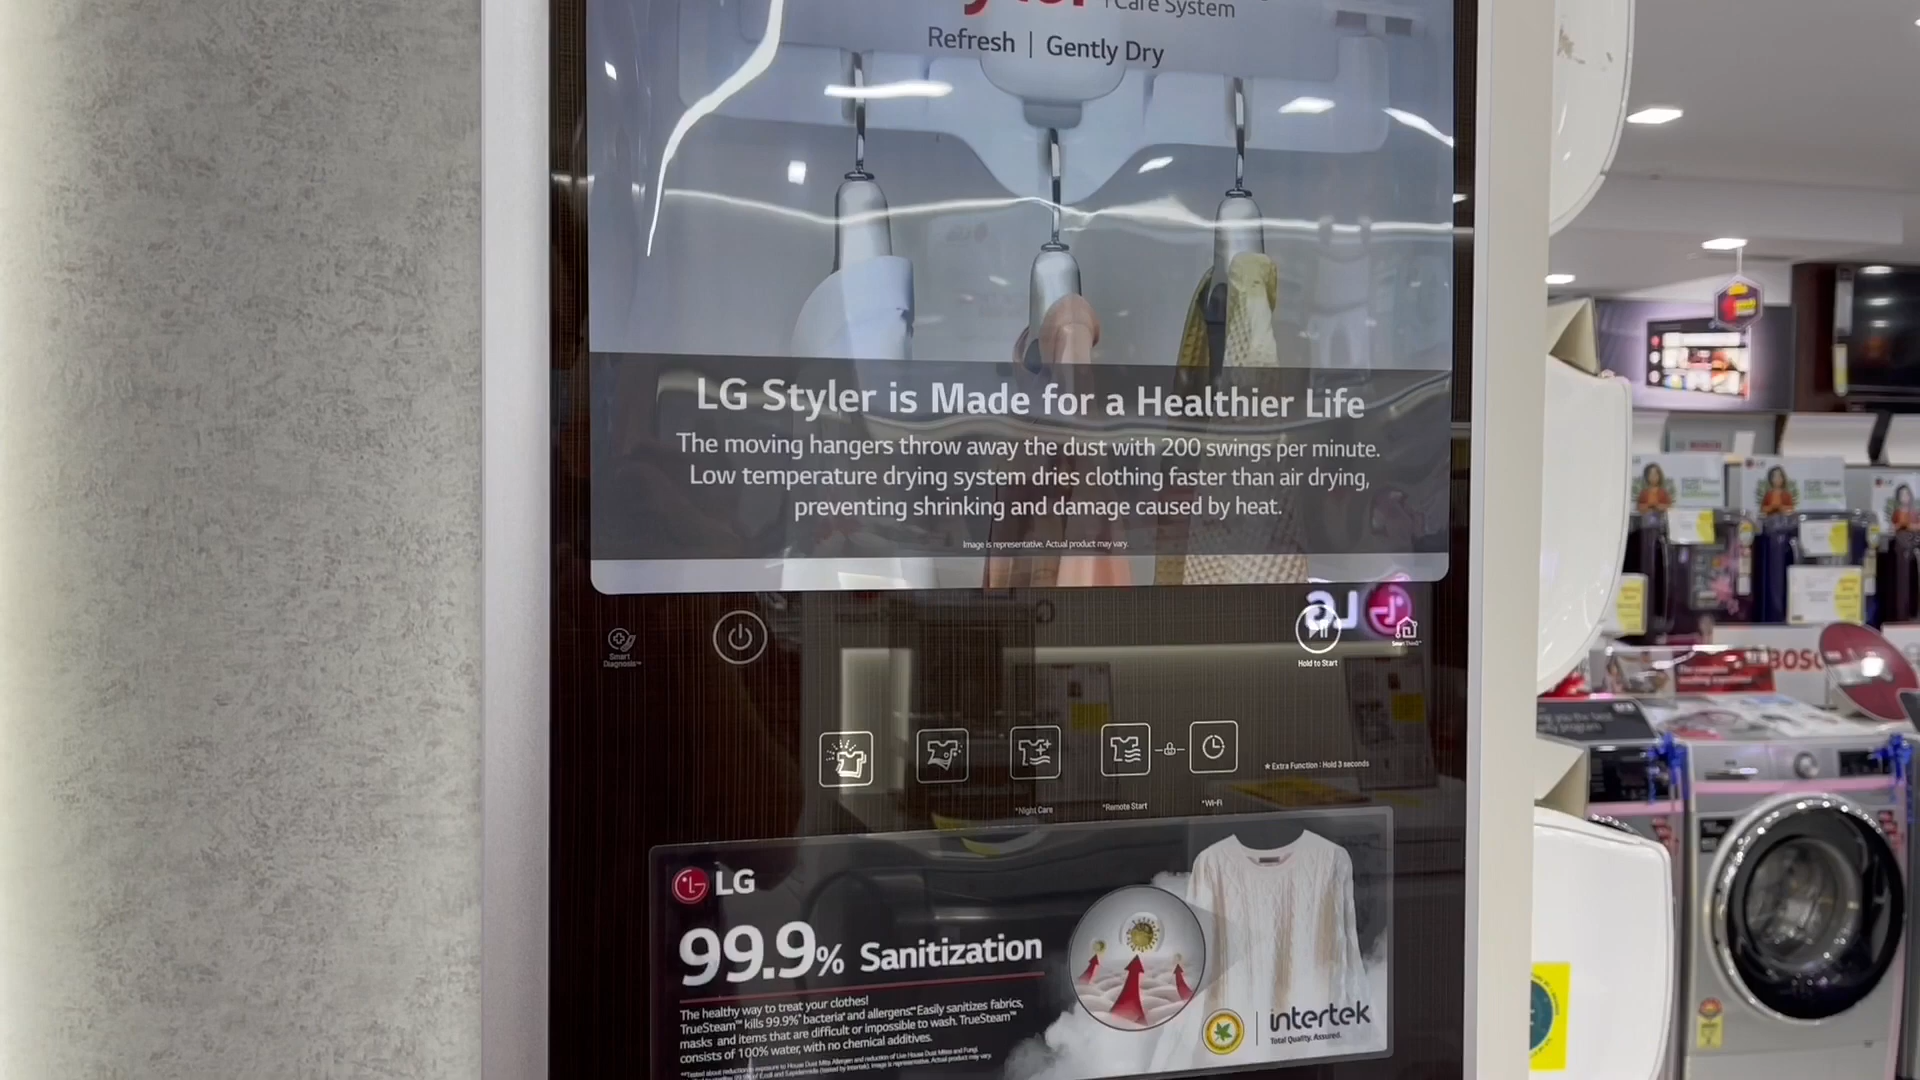 Care System
Refresh | Gently Dry
LG Styler is Made for a Healthier Life
The moving hangers throw away the dust with 200 swings per minute.
Low temperature drying system dries clothing faster than air drying,
preventing shrinking and damage caused by heat.
Image is representative. Actual product may vary.
Smart
Diagnosis™
Hold to Start
LG
*Night Care
*Remote Start
*Wi-Fi
★ Extra Function : Hold 3 seconds
LG
99.9% Sanitization
The healthy way to treat your clothes!
TrueSteam™ kills 99.9%* bacteria* and allergens** Easily sanitizes fabrics,
masks and items that are difficult or impossible to wash. TrueSteam™
consists of 100% water, with no chemical additives.
intertek
Total Quality. Assured.
BOSC
BOSCH